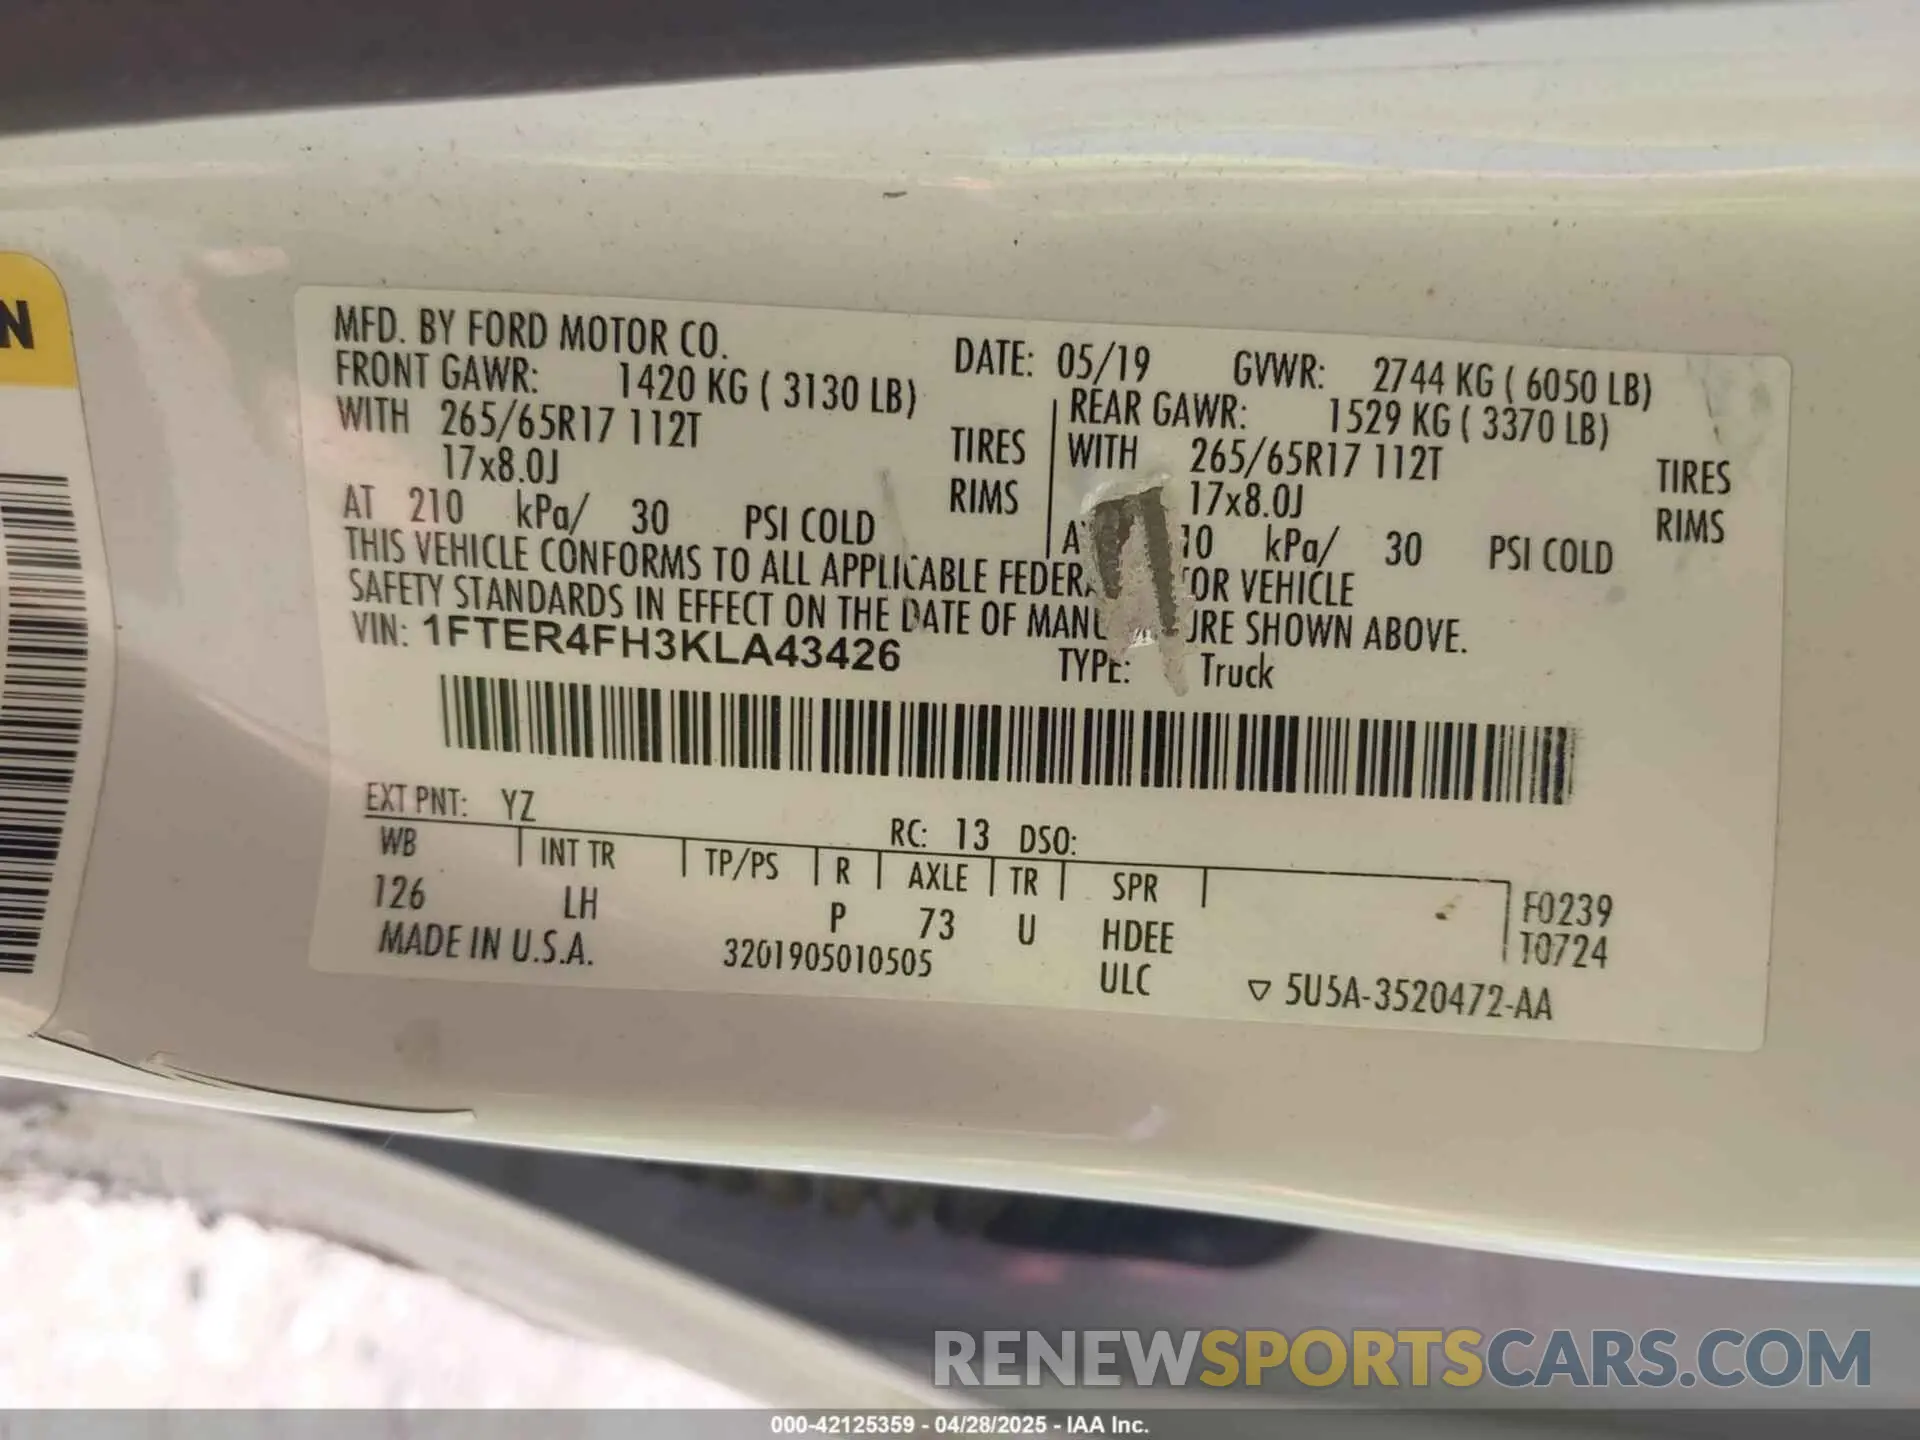 N
MFD. BY FORD MOTOR CO. DATE: 05/19 GVWR: 2744 KG ( 6050 LB)
FRONT GAWR: 1420 KG ( 3130 LB) REAR GAWR: 1529 KG ( 3370 LB)
WITH 265/65R17 112T TIRES WITH 265/65R17 112T TIRES
17x8.0J RIMS 17x8.0J RIMS
AT 210 kPa/ 30 PSI COLD kPa/ 30 PSI COLD
THIS VEHICLE CONFORMS TO ALL APPLICABLE VEHICLE
SAFETY STANDARDS IN EFFECT ON THE DATE OF SHOWN ABOVE.
VIN: 1FTER4FH3KLA43426 TYPE: Truck
EXT PNT: YZ RC: 13 DSO:
WB INT TR TP/PS R AXLE TR SPR F0239
126 LH P 73 U HDEE T0724
MADE IN U.S.A. 3201905010505 ULC ▽ 5U5A-3520472-AA
RENEWSPORTSCARS.COM
000-42125359 - 04/28/2025 - IAA Inc.